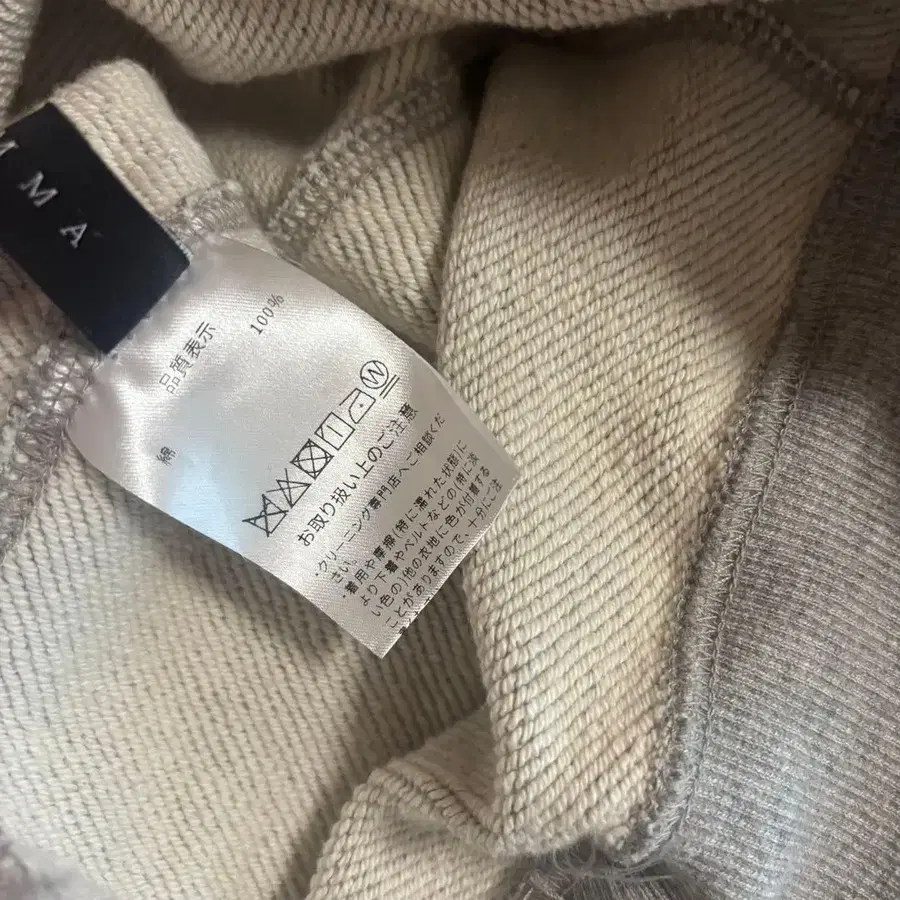 M A
品質表示
綿 100%
W
お取り扱い上のご注意
・クリーニング専門店へご相談くだ
さい。
・着用や摩擦(特に濡れた状態)に
より下着やベルトなどの(特に淡
い色の)他の衣地に色が付着する
ことがありますので、十分にご注